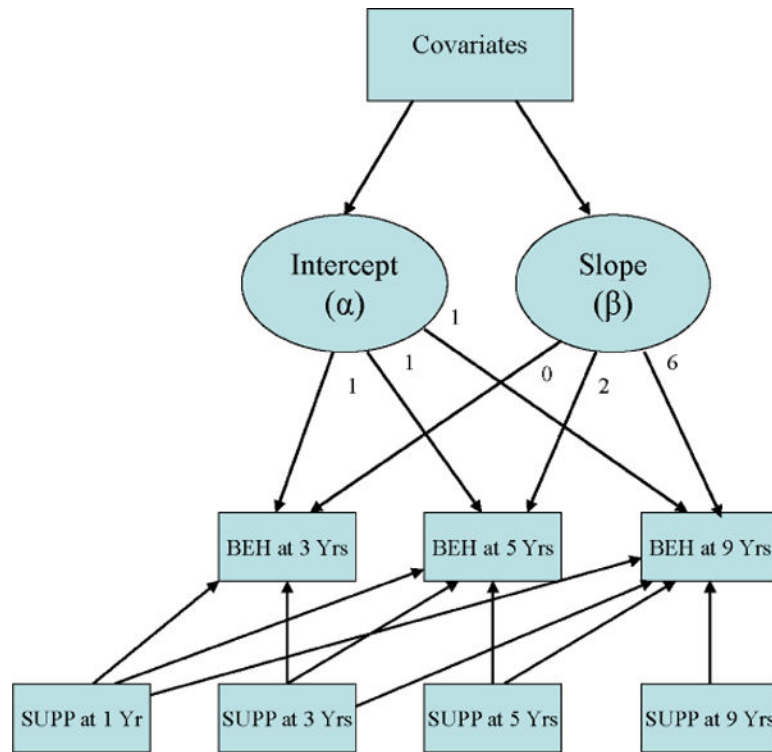 Covariates
Intercept
(α)
Slope
(β)
1
1
1
0
2
6
BEH at 3 Yrs
BEH at 5 Yrs
BEH at 9 Yrs
SUPP at 1 Yr
SUPP at 3 Yrs
SUPP at 5 Yrs
SUPP at 9 Yrs